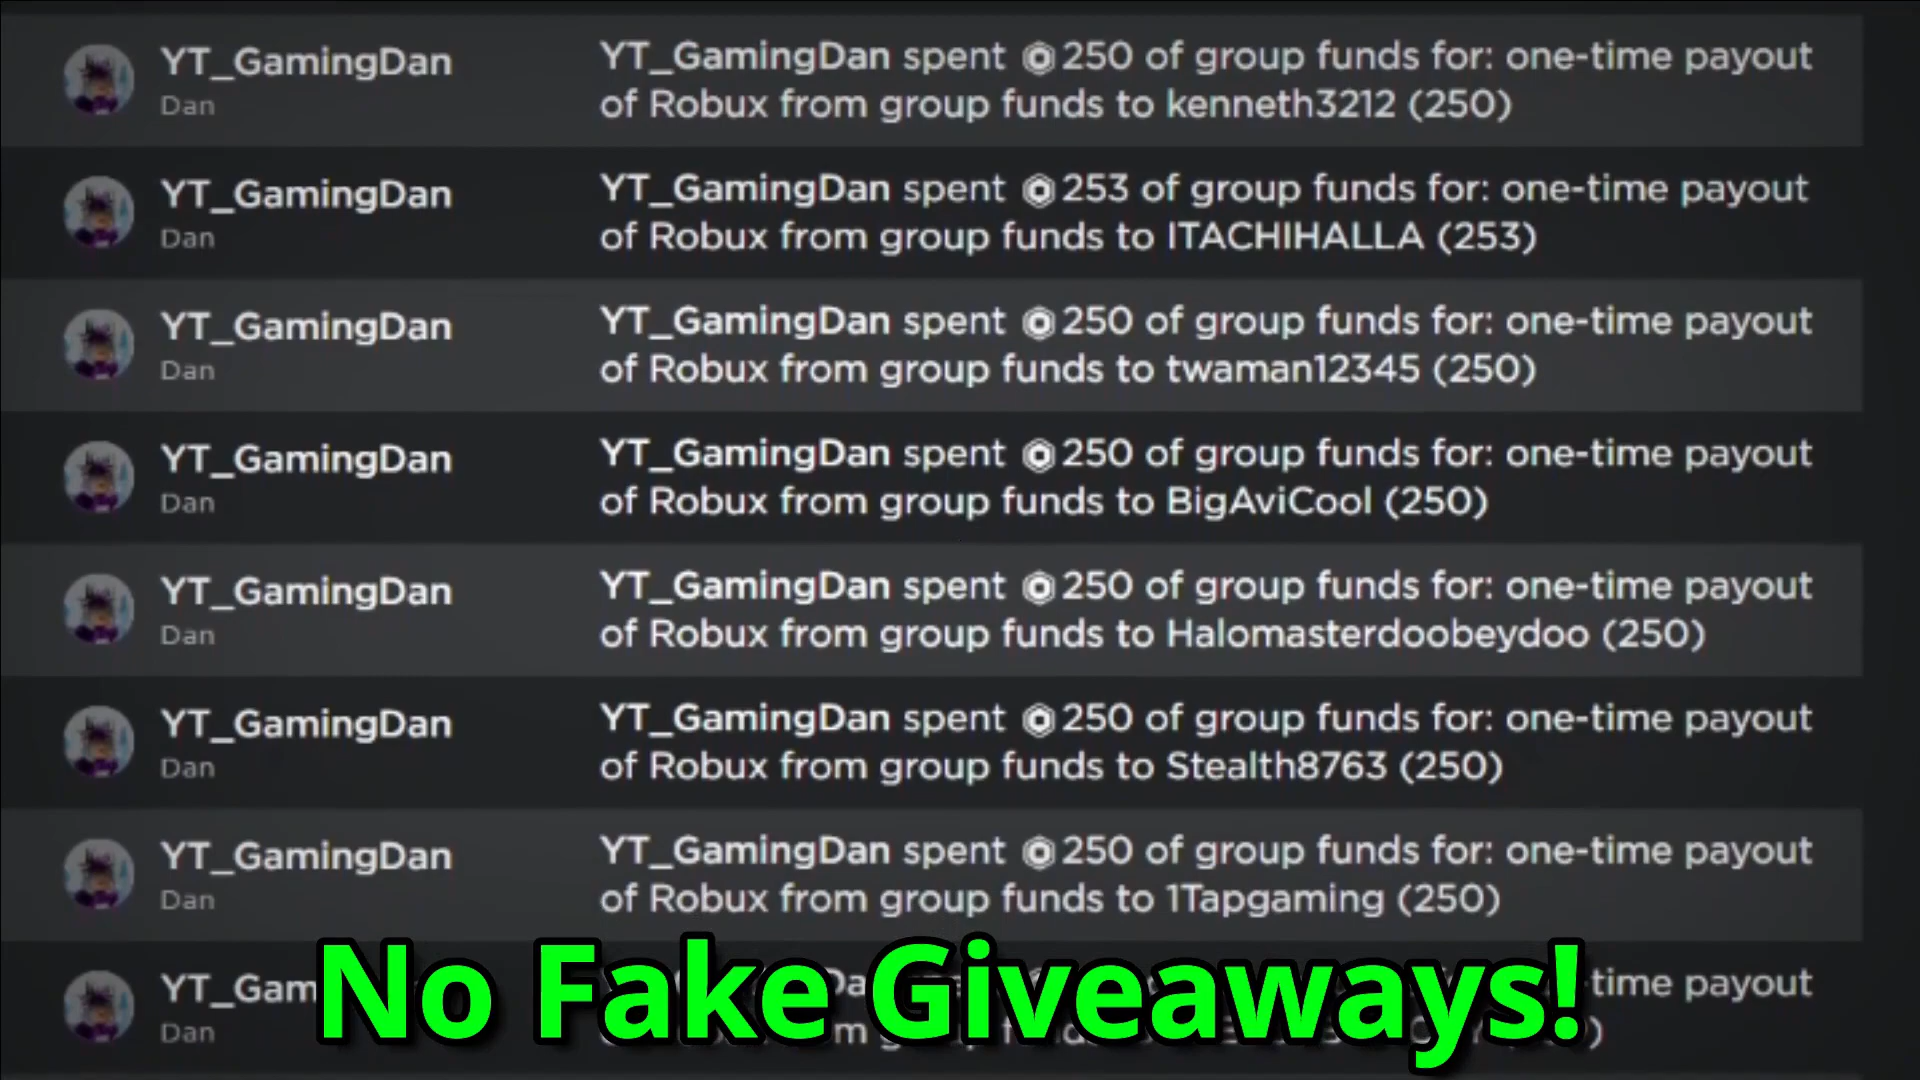 YT_GamingDan
Dan
YT_GamingDan spent 250 of group funds for: one-time payout
of Robux from group funds to kenneth3212 (250)
YT_GamingDan
Dan
YT_GamingDan spent 253 of group funds for: one-time payout
of Robux from group funds to ITACHIHALLA (253)
YT_GamingDan
Dan
YT_GamingDan spent 250 of group funds for: one-time payout
of Robux from group funds to twaman12345 (250)
YT_GamingDan
Dan
YT_GamingDan spent 250 of group funds for: one-time payout
of Robux from group funds to BigAviCool (250)
YT_GamingDan
Dan
YT_GamingDan spent 250 of group funds for: one-time payout
of Robux from group funds to Halomasterdoobeydoo (250)
YT_GamingDan
Dan
YT_GamingDan spent 250 of group funds for: one-time payout
of Robux from group funds to Stealth8763 (250)
YT_GamingDan
Dan
YT_GamingDan spent 250 of group funds for: one-time payout
of Robux from group funds to 1Tapgaming (250)
YT_Gam
Dan
payout
No Fake Giveaways!